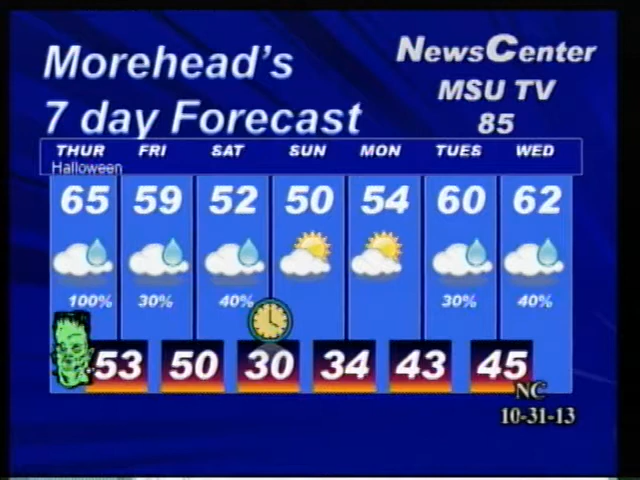 Morehead's
7 day Forecast
NewsCenter
MSU TV
85
THUR FRI SAT SUN MON TUES WED
Halloween
65 59 52 50 54 60 62
100% 30% 40% 30% 40%
53 50 30 34 43 45
NC
10-31-13